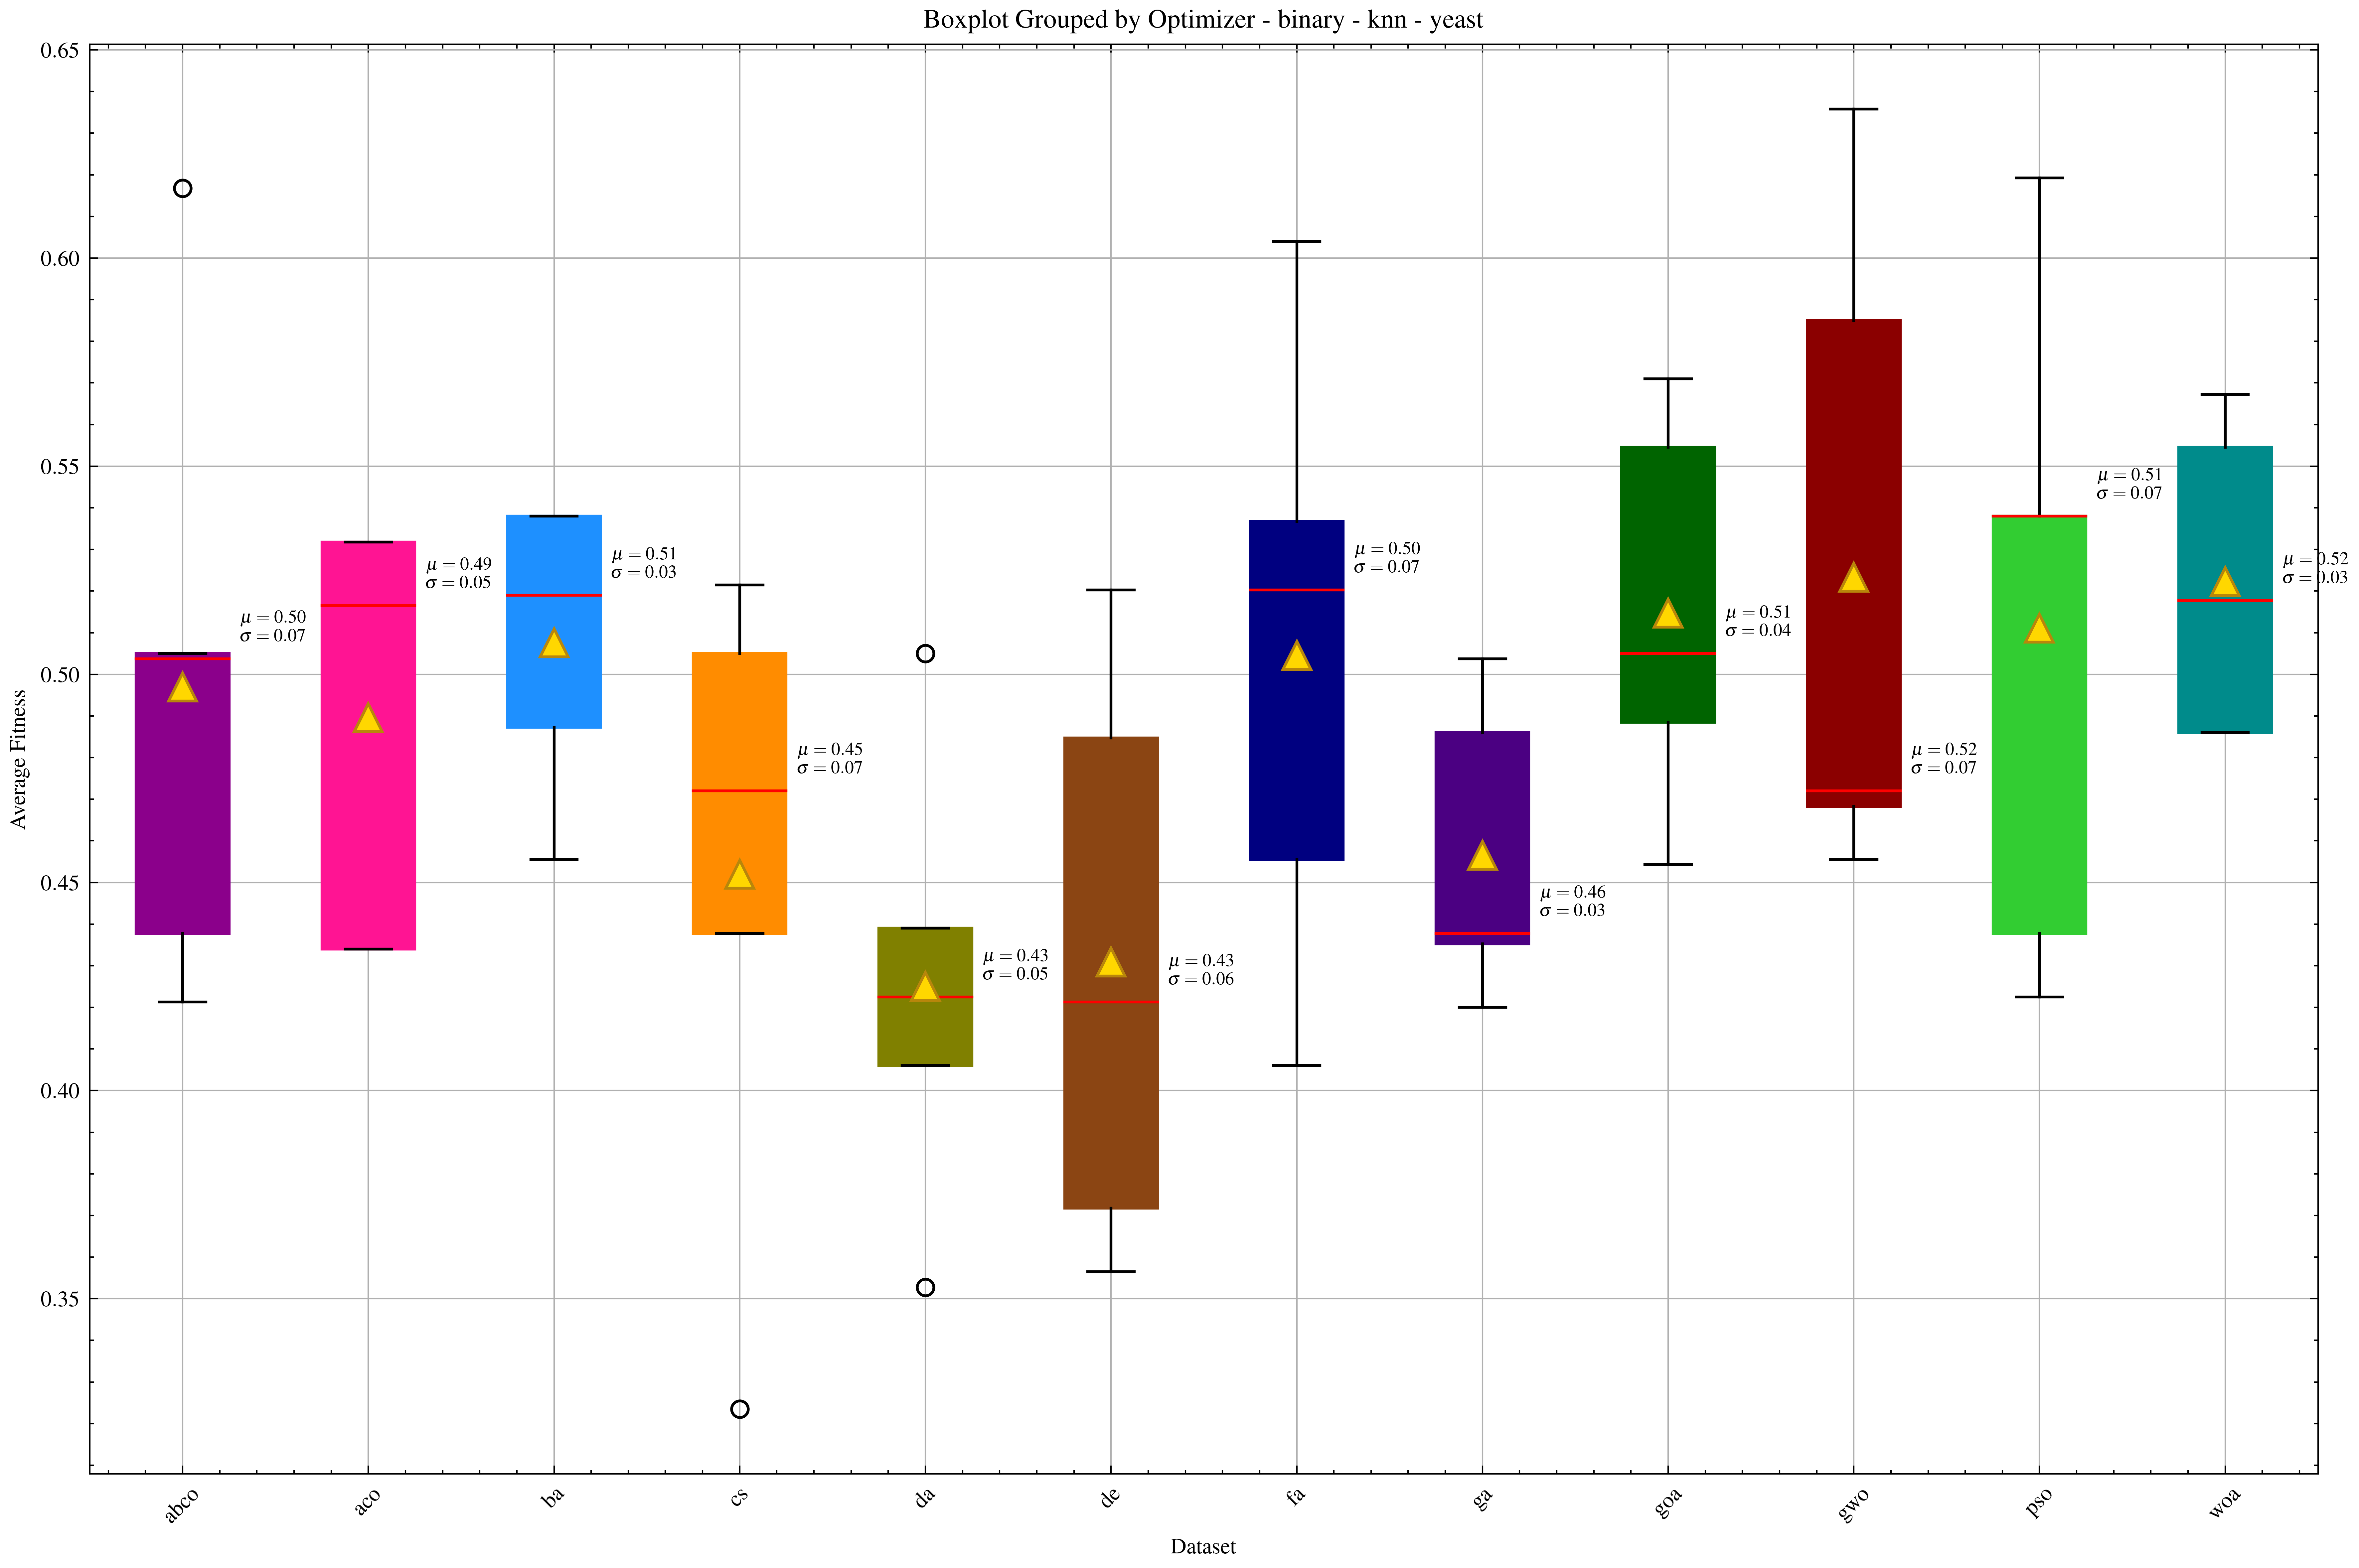 Boxplot Grouped by Optimizer - binary - knn - yeast
Average Fitness
0.65
0.60
0.55
0.50
0.45
0.40
0.35
μ = 0.50
σ = 0.07
μ = 0.49
σ = 0.05
μ = 0.51
σ = 0.03
μ = 0.45
σ = 0.07
μ = 0.43
σ = 0.05
μ = 0.43
σ = 0.06
μ = 0.50
σ = 0.07
μ = 0.46
σ = 0.03
μ = 0.51
σ = 0.04
μ = 0.52
σ = 0.07
μ = 0.51
σ = 0.07
μ = 0.52
σ = 0.03
abco
aco
ba
cs
da
de
fa
ga
goa
gwo
pso
woa
Dataset